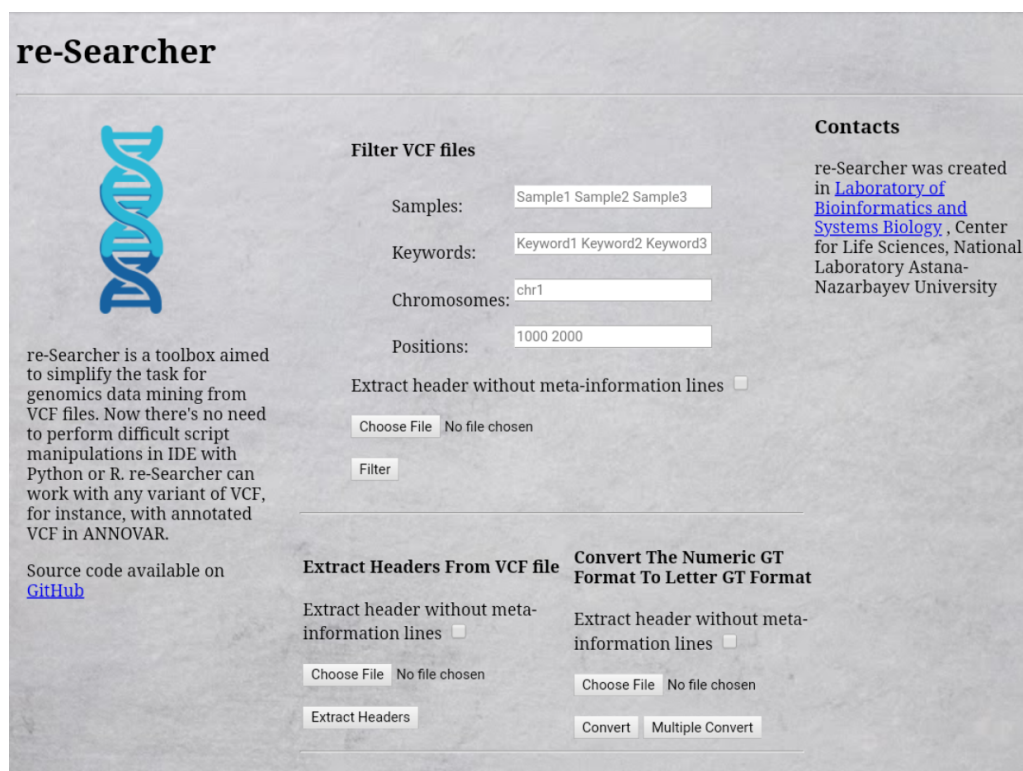 re-Searcher
re-Searcher is a toolbox aimed
to simplify the task for
genomics data mining from
VCF files. Now there's no need
to perform difficult script
manipulations in IDE with
Python or R. re-Searcher can
work with any variant of VCF,
for instance, with annotated
VCF in ANNOVAR.
Source code available on
GitHub
Filter VCF files
Samples: Sample1 Sample2 Sample3
Keywords: Keyword1 Keyword2 Keyword3
Chromosomes: chr1
Positions: 1000 2000
Extract header without meta-information lines
Choose File No file chosen
Filter
Extract Headers From VCF file
Extract header without meta-
information lines
Choose File No file chosen
Extract Headers
Convert The Numeric GT
Format To Letter GT Format
Extract header without meta-
information lines
Choose File No file chosen
Convert Multiple Convert
Contacts
re-Searcher was created
in Laboratory of
Bioinformatics and
Systems Biology , Center
for Life Sciences, National
Laboratory Astana-
Nazarbayev University